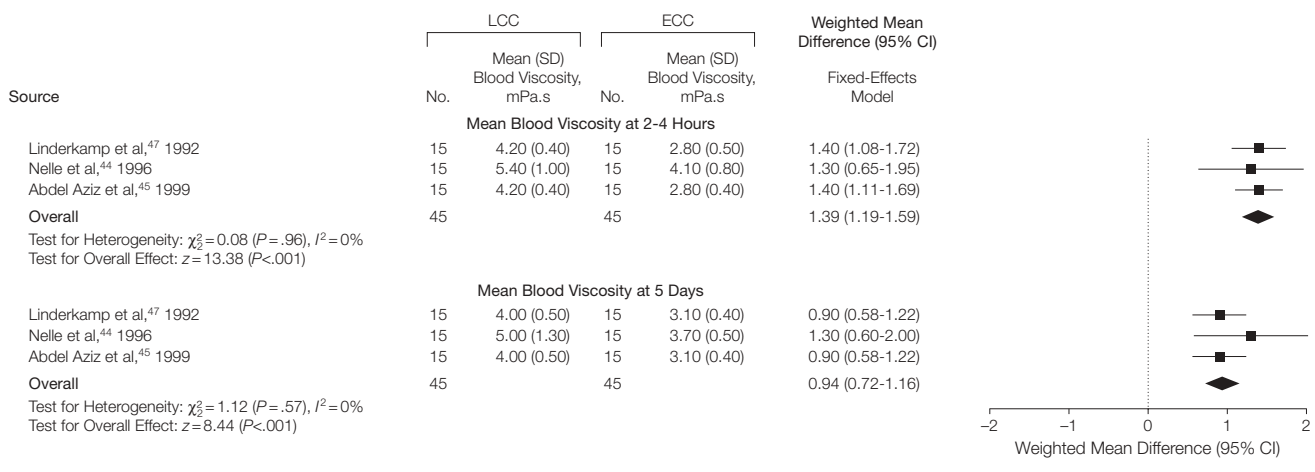 LCC ECC Weighted Mean
Difference (95% CI)
Mean (SD) Mean (SD)
Blood Viscosity, Blood Viscosity, Fixed-Effects
Source No. mPa.s No. mPa.s Model
Mean Blood Viscosity at 2-4 Hours
Linderkamp et al,47 1992 15 4.20 (0.40) 15 2.80 (0.50) 1.40 (1.08-1.72)
Nelle et al,44 1996 15 5.40 (1.00) 15 4.10 (0.80) 1.30 (0.65-1.95)
Abdel Aziz et al,45 1999 15 4.20 (0.40) 15 2.80 (0.40) 1.40 (1.11-1.69)
Overall 45 45 1.39 (1.19-1.59)
Test for Heterogeneity: χ²₂=0.08 (P=.96), I²=0%
Test for Overall Effect: z=13.38 (P<.001)
Mean Blood Viscosity at 5 Days
Linderkamp et al,47 1992 15 4.00 (0.50) 15 3.10 (0.40) 0.90 (0.58-1.22)
Nelle et al,44 1996 15 5.00 (1.30) 15 3.70 (0.50) 1.30 (0.60-2.00)
Abdel Aziz et al,45 1999 15 4.00 (0.50) 15 3.10 (0.40) 0.90 (0.58-1.22)
Overall 45 45 0.94 (0.72-1.16)
Test for Heterogeneity: χ²₂=1.12 (P=.57), I²=0%
Test for Overall Effect: z=8.44 (P<.001)
–2 –1 0 1 2
Weighted Mean Difference (95% CI)